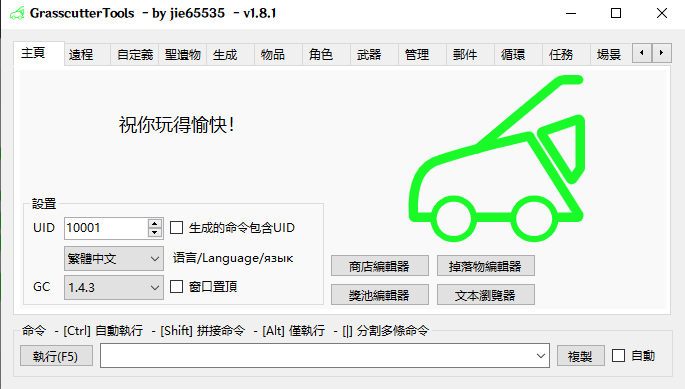 GrasscutterTools - by jie65535 - v1.8.1
主頁 遠程 自定義 聖遺物 生成 物品 角色 武器 管理 郵件 循環 任務 場景
祝你玩得愉快!
設置
UID 10001 生成的命令包含UID
繁體中文 语言/Language/язык
GC 1.4.3 窗口置頂
商店編輯器 掉落物編輯器
獎池編輯器 文本瀏覽器
命令 - [Ctrl] 自動執行 - [Shift] 拼接命令 - [Alt] 僅執行 - [|] 分割多條命令
執行(F5) 複製 自動